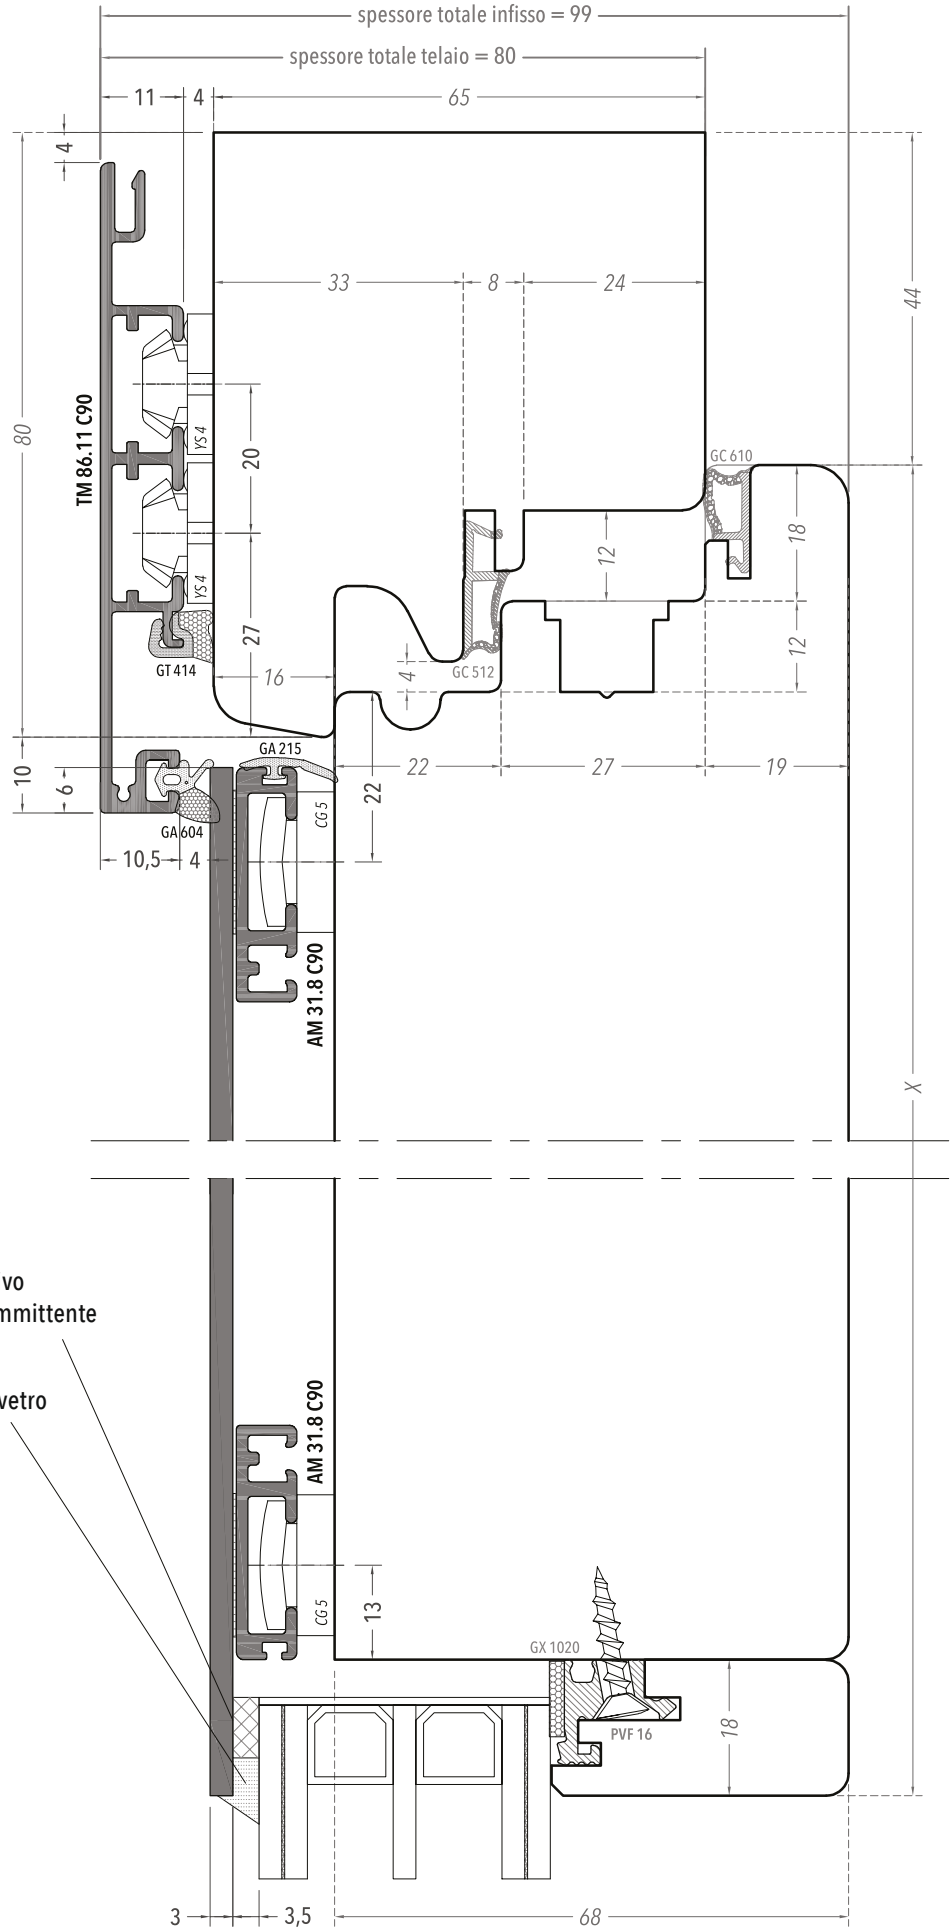 spessore totale infisso = 99
spessore totale telaio = 80
11
4
65
4
33
8
24
44
80
TM 86.11 C90
YS 4
20
GC 610
18
12
YS 4
27
GT 414
16
4
GC 512
12
10
6
GA 215
22
27
19
22
CG 5
GA 604
10,5
4
AM 31.8 C90
X
vo
mmittente
vetro
AM 31.8 C90
CG 5
13
GX 1020
PVF 16
18
3
3,5
68